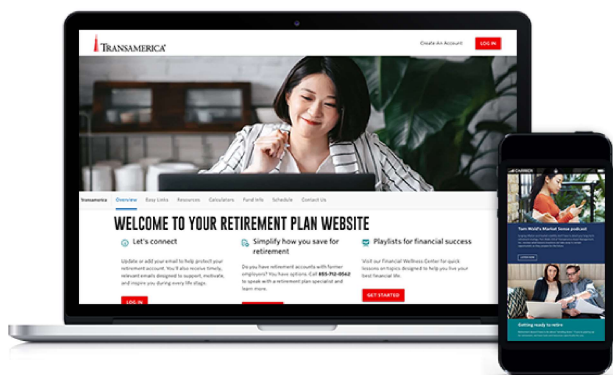 TRANSAMERICA®
Create An Account
LOG IN
Transamerica Overview Easy Links Resources Calculators Fund Info Schedule Contact Us
WELCOME TO YOUR RETIREMENT PLAN WEBSITE
Let's connect
Update or add your email to help protect your
retirement account. You'll also receive timely,
relevant emails designed to support, motivate,
and inspire you during every life stage.
LOG IN
Simplify how you save for
retirement
Do you have retirement accounts with former
employers? You have options. Call 855-712-0562
to speak with a retirement plan specialist and
learn more.
Playlists for financial success
Visit our Financial Wellness Center for quick
lessons on topics designed to help you live your
best financial life.
GET STARTED
CARRIER
Tom Wald's Market Sense podcast
Getting ready to retire